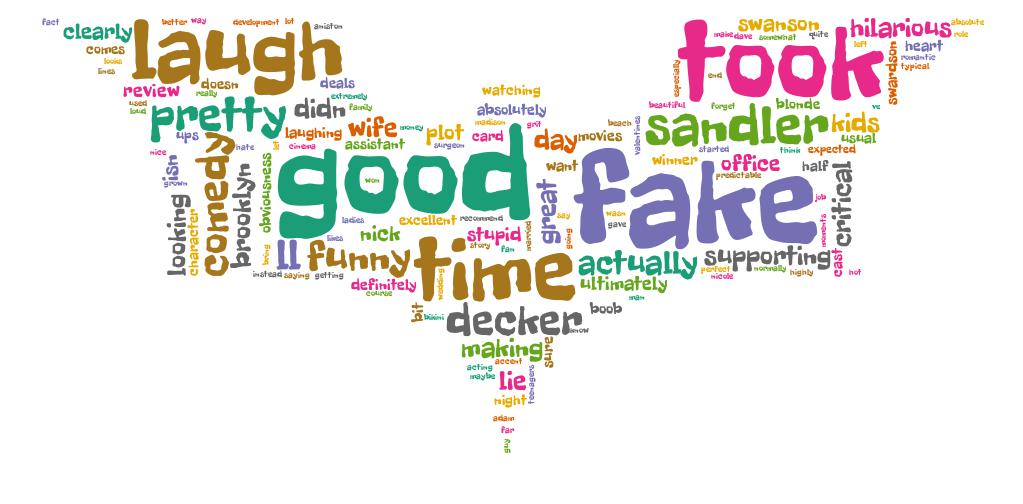 fact
better
way
development
lot
aniston
clearly
laugh
comes
looks
lines
doesn
deals
review
really
extremely
used
loud
pretty
didn
family
ups
laughing
wife
money
plot
watching
absolutely
madison
grit
card
day
movies
beach
valentines
swanson
make
dave
somewhat
quite
hilarious
absolute
role
left
heart
romantic
typical
took
swardson
especially
end
beautiful
forget
blonde
ve
sandler
kids
usual
started
think
expected
winner
office
half
predictable
nice
isn
grown
comedy
hate
let
cinema
assistant
surgeon
good
won
want
fake
looking
character
brooklyn
obviousness
ladies
excellent
recommend
great
say
wasn
gave
job
moments
critical
lines
nick
stupid
story
fan
married
going
bring
ll
funny
time
actually
supporting
cast
hot
instead
saying
getting
definitely
course
wedding
ultimately
perfect
nicole
normally
highly
man
bit
bikini
decker
know
boob
making
sure
accent
acting
maybe
lie
teenagers
night
adam
far
guy